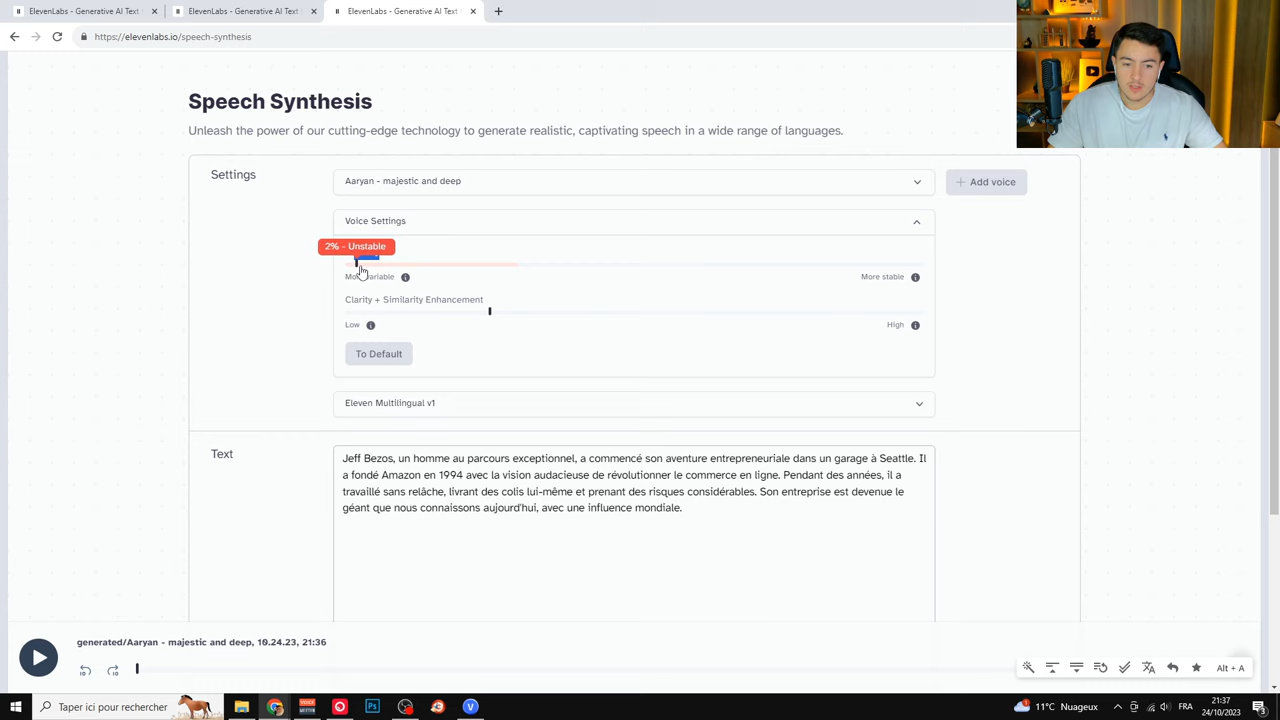 ElevenLabs - Generative AI Text
ElevenLabs - Generative AI Text
ElevenLabs - Generative AI Text
https://elevenlabs.io/speech-synthesis
Speech Synthesis
Unleash the power of our cutting-edge technology to generate realistic, captivating speech in a wide range of languages.
Settings
Aaryan - majestic and deep
Add voice
Voice Settings
2% - Unstable
More variable
More stable
Clarity + Similarity Enhancement
Low
High
To Default
Eleven Multilingual v1
Text
Jeff Bezos, un homme au parcours exceptionnel, a commencé son aventure entrepreneuriale dans un garage à Seattle. Il
a fondé Amazon en 1994 avec la vision audacieuse de révolutionner le commerce en ligne. Pendant des années, il a
travaillé sans relâche, livrant des colis lui-même et prenant des risques considérables. Son entreprise est devenue le
géant que nous connaissons aujourd'hui, avec une influence mondiale.
generated/Aaryan - majestic and deep, 10.24.23, 21:36
10
10
Alt + A
Taper ici pour rechercher
11°C Nuageux
FRA
21:37
24/10/2023
3